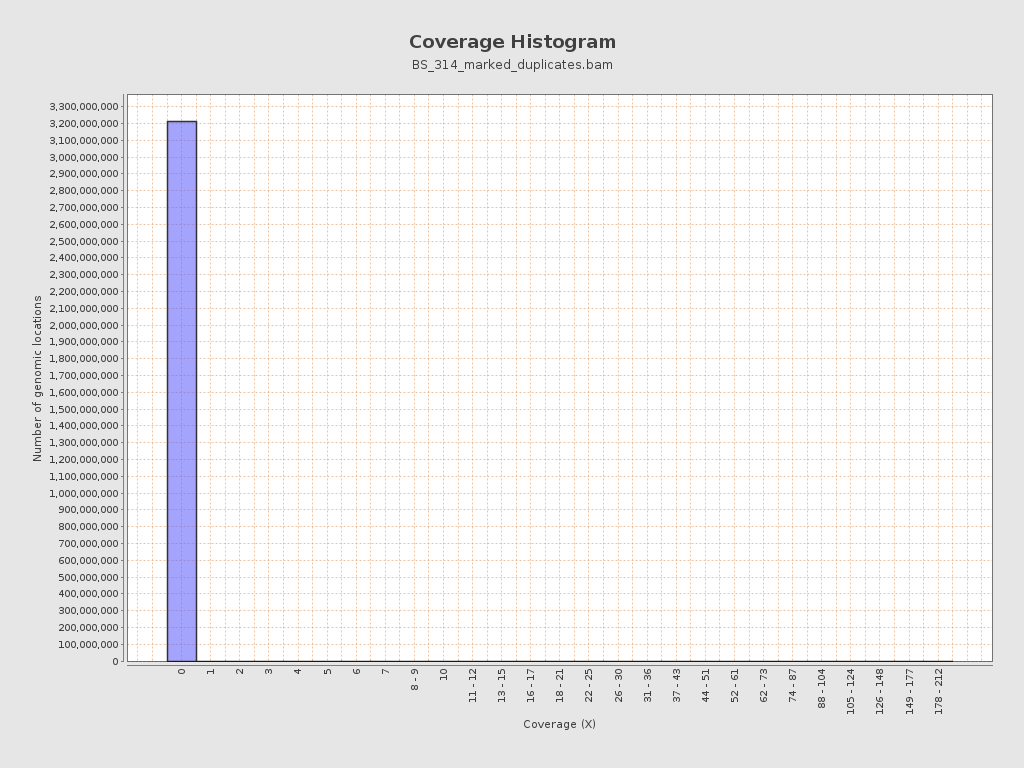 Coverage Histogram
BS_314_marked_duplicates.bam
3,300,000,000
3,200,000,000
3,100,000,000
3,000,000,000
2,900,000,000
2,800,000,000
2,700,000,000
2,600,000,000
2,500,000,000
2,400,000,000
2,300,000,000
2,200,000,000
2,100,000,000
2,000,000,000
1,900,000,000
1,800,000,000
1,700,000,000
1,600,000,000
1,500,000,000
1,400,000,000
1,300,000,000
1,200,000,000
1,100,000,000
1,000,000,000
900,000,000
800,000,000
700,000,000
600,000,000
500,000,000
400,000,000
300,000,000
200,000,000
100,000,000
0
Number of genomic locations
0
1
2
3
4
5
6
7
8 - 9
10
11 - 12
13 - 15
16 - 17
18 - 21
22 - 25
26 - 30
31 - 36
37 - 43
44 - 51
52 - 61
62 - 73
74 - 87
88 - 104
105 - 124
126 - 148
149 - 177
178 - 212
Coverage (X)